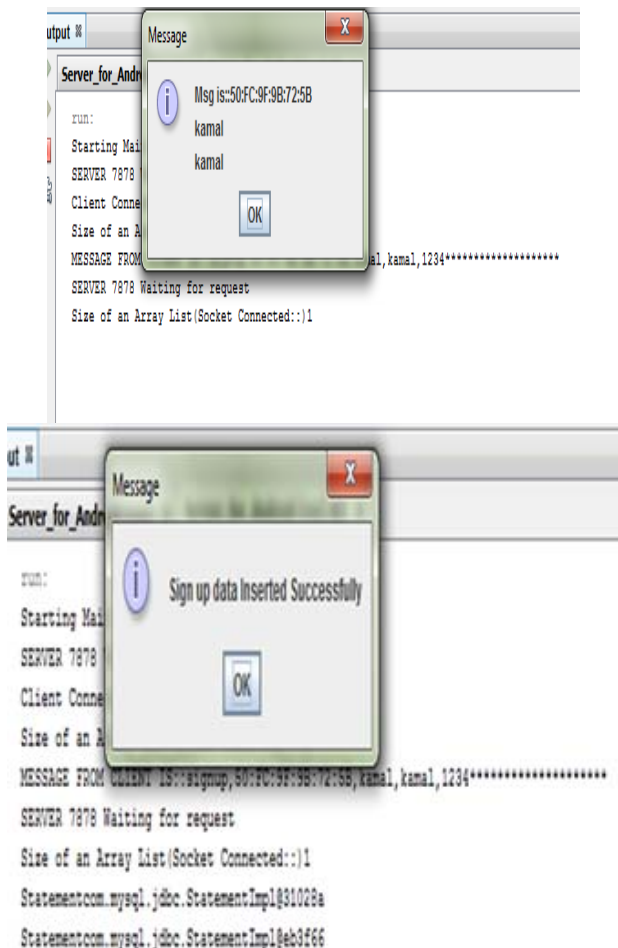 utput
Message
X
Server_for_Andr
Msg is::50:FC:9F:9B:72:5B
kamal
kamal
OK
run:
Starting Mai
SERVER 7878
Client Conne
Size of an A
MESSAGE FROM al,kamal,1234********************
SERVER 7878 Waiting for request
Size of an Array List(Socket Connected::)1
ut
Message
X
Server_for_Andr
Sign up data Inserted Successfully
OK
run:
Starting Mai
SERVER 7878
Client Conne
Size of an A
MESSAGE FROM CLIENT IS::signup,50:FC:9F:9B:72:5B,kamal,kamal,1234********************
SERVER 7878 Waiting for request
Size of an Array List(Socket Connected::)1
Statementcom.mysql.jdbc.StatementImpl@31028a
Statementcom.mysql.jdbc.StatementImpl@eb3f66